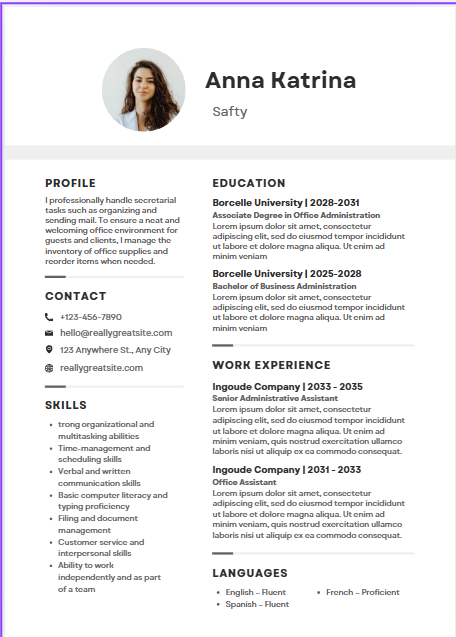 Anna Katrina
Safty
PROFILE
I professionally handle secretarial
tasks such as organizing and
sending mail. To ensure a neat and
welcoming office environment for
guests and clients, I manage the
inventory of office supplies and
reorder items when needed.
CONTACT
+123-456-7890
hello@reallygreatsite.com
123 Anywhere St., Any City
reallygreatsite.com
SKILLS
• trong organizational and
multitasking abilities
• Time-management and
scheduling skills
• Verbal and written
communication skills
• Basic computer literacy and
typing proficiency
• Filing and document
management
• Customer service and
interpersonal skills
• Ability to work
independently and as part
of a team
EDUCATION
Borcelle University | 2028-2031
Associate Degree in Office Administration
Lorem ipsum dolor sit amet, consectetur
adipiscing elit, sed do eiusmod tempor incididunt
ut labore et dolore magna aliqua. Ut enim ad
minim veniam
Borcelle University | 2025-2028
Bachelor of Business Administration
Lorem ipsum dolor sit amet, consectetur
adipiscing elit, sed do eiusmod tempor incididunt
ut labore et dolore magna aliqua. Ut enim ad
minim veniam
WORK EXPERIENCE
Ingoude Company | 2033 - 2035
Senior Administrative Assistant
Lorem ipsum dolor sit amet, consectetur
adipiscing elit, sed do eiusmod tempor incididunt
ut labore et dolore magna aliqua. Ut enim ad
minim veniam, quis nostrud exercitation ullamco
laboris nisi ut aliquip ex ea commodo consequat.
Ingoude Company | 2031 - 2033
Office Assistant
Lorem ipsum dolor sit amet, consectetur
adipiscing elit, sed do eiusmod tempor incididunt
ut labore et dolore magna aliqua. Ut enim ad
minim veniam, quis nostrud exercitation ullamco
laboris nisi ut aliquip ex ea commodo consequat.
LANGUAGES
• English – Fluent
• Spanish – Fluent
• French – Proficient